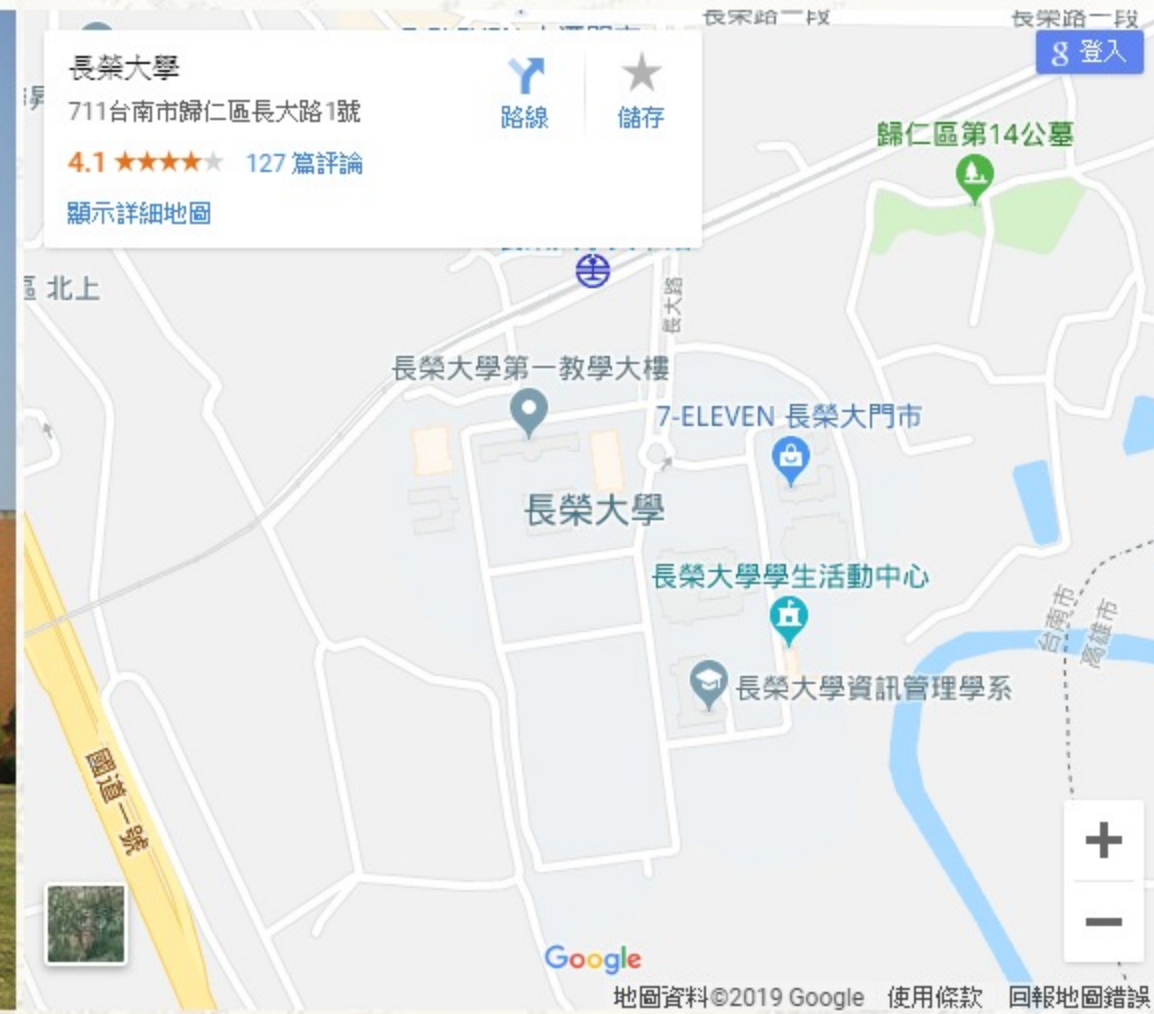 長榮路一段
長榮路一段
長榮大學
711台南市歸仁區長大路1號
4.1
127 篇評論
顯示詳細地圖
路線
儲存
g 登入
歸仁區第14公墓
區 北上
長大路
長榮大學第一教學大樓
7-ELEVEN 長榮大門市
長榮大學
長榮大學學生活動中心
長榮大學資訊管理學系
台南市
高雄市
國道一號
+
−
Google
地圖資料©2019 Google 使用條款 回報地圖錯誤